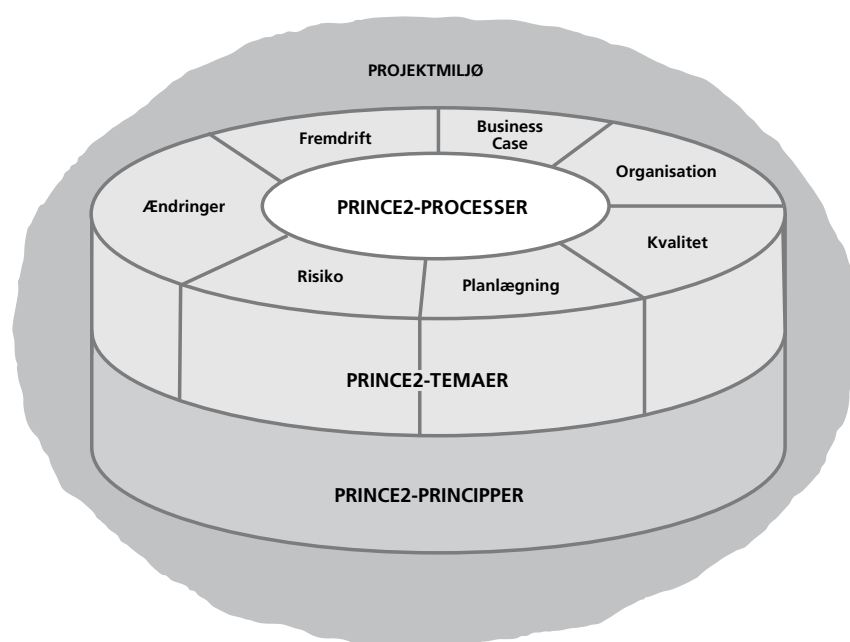 PROJEKTMILJØ
Fremdrift
Business
Case
Organisation
Ændringer
PRINCE2-PROCESSER
Kvalitet
Risiko
Planlægning
PRINCE2-TEMAER
PRINCE2-PRINCIPPER